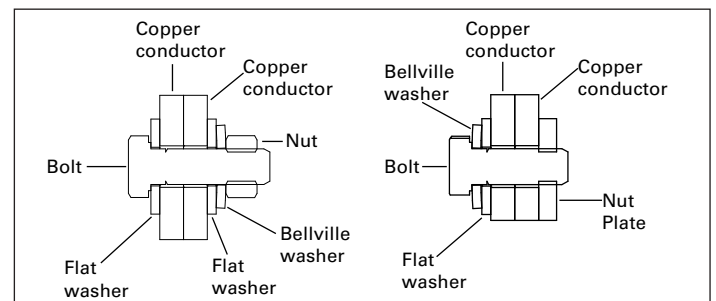 Copper
conductor
Copper
conductor
Nut
Bolt
Bellville
washer
Flat
washer
Flat
washer
Copper
conductor
Copper
conductor
Bellville
washer
Bolt
Nut
Plate
Flat
washer